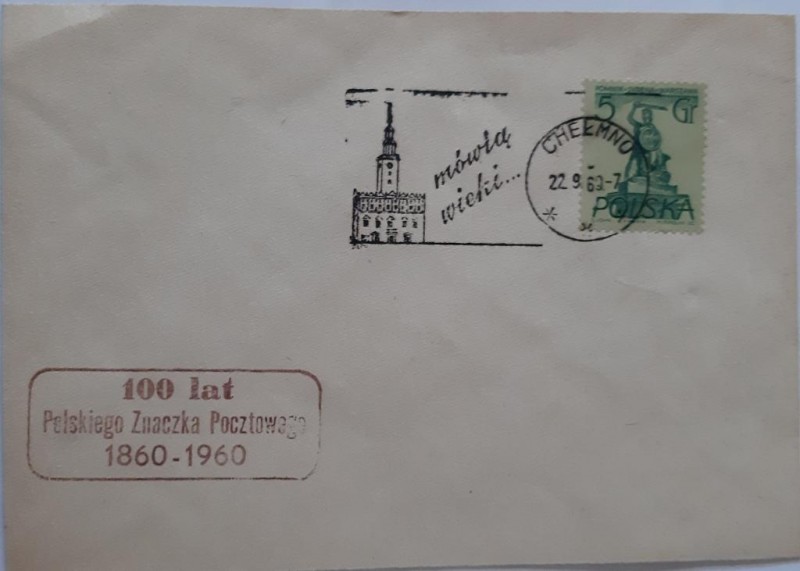 5 Gr
POLSKA
CHEŁMNO
22.9.60-7
mówią
wieki...
100 lat
Polskiego Znaczka Pocztowego
1860-1960